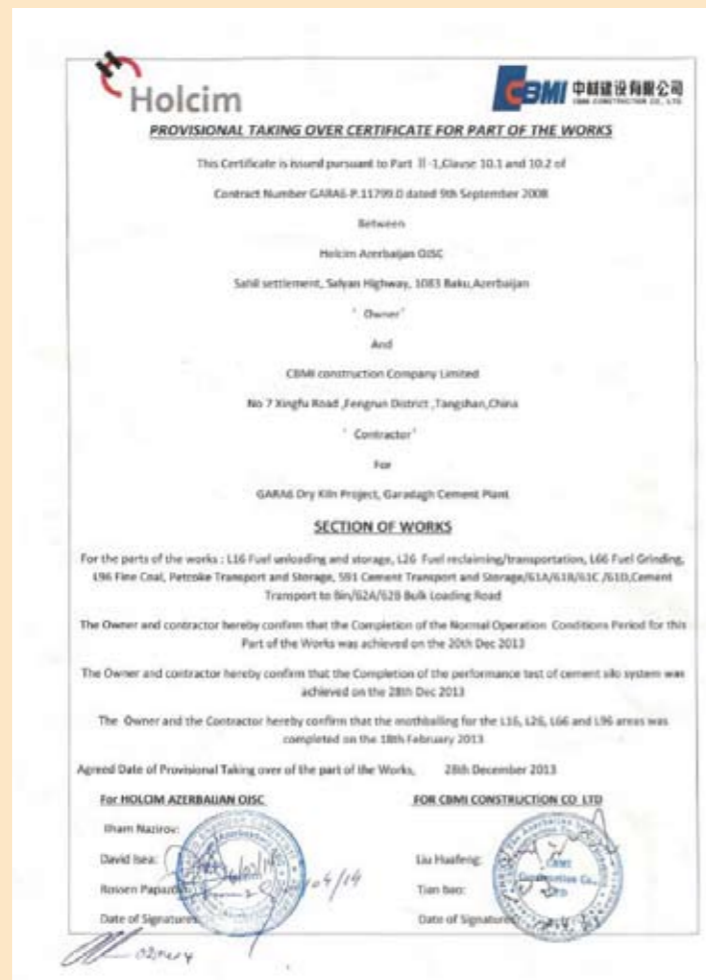 Holcim
CBMI 中材建设有限公司
CBMI CONSTRUCTION CO., LTD.
PROVISIONAL TAKING OVER CERTIFICATE FOR PART OF THE WORKS
This Certificate is issued pursuant to Part Ⅱ-1,Clause 10.1 and 10.2 of
Contract Number GARA6-P.11799.0 dated 9th September 2008
Between
Holcim Azerbaijan OJSC
Sahil settlement, Salyan Highway, 1083 Baku,Azerbaijan
' Owner'
And
CBMI construction Company Limited
No 7 Xingfu Road ,Fengrun District ,Tangshan,China
' Contractor'
For
GARA6 Dry Kiln Project, Garadagh Cement Plant
SECTION OF WORKS
For the parts of the works : L16 Fuel unloading and storage, L26 Fuel reclaiming/transportation, L66 Fuel Grinding,
L96 Fine Coal, Petcoke Transport and Storage, 591 Cement Transport and Storage/61A/61B/61C /61D,Cement
Transport to Bin/62A/62B Bulk Loading Road
The Owner and contractor hereby confirm that the Completion of the Normal Operation Conditions Period for this
Part of the Works was achieved on the 20th Dec 2013
The Owner and contractor hereby confirm that the Completion of the performance test of cement silo system was
achieved on the 28th Dec 2013
The Owner and the Contractor hereby confirm that the mothballing for the L16, L26, L66 and L96 areas was
completed on the 18th February 2013
Agreed Date of Provisional Taking over of the part of the Works, 28th December 2013
For HOLCIM AZERBAIJAN OJSC
FOR CBMI CONSTRUCTION CO LTD
Ilham Nazirov:
David Isea:
Liu Huafeng:
Rossen
Tian bao:
Date of Signatures:
Date of Signature